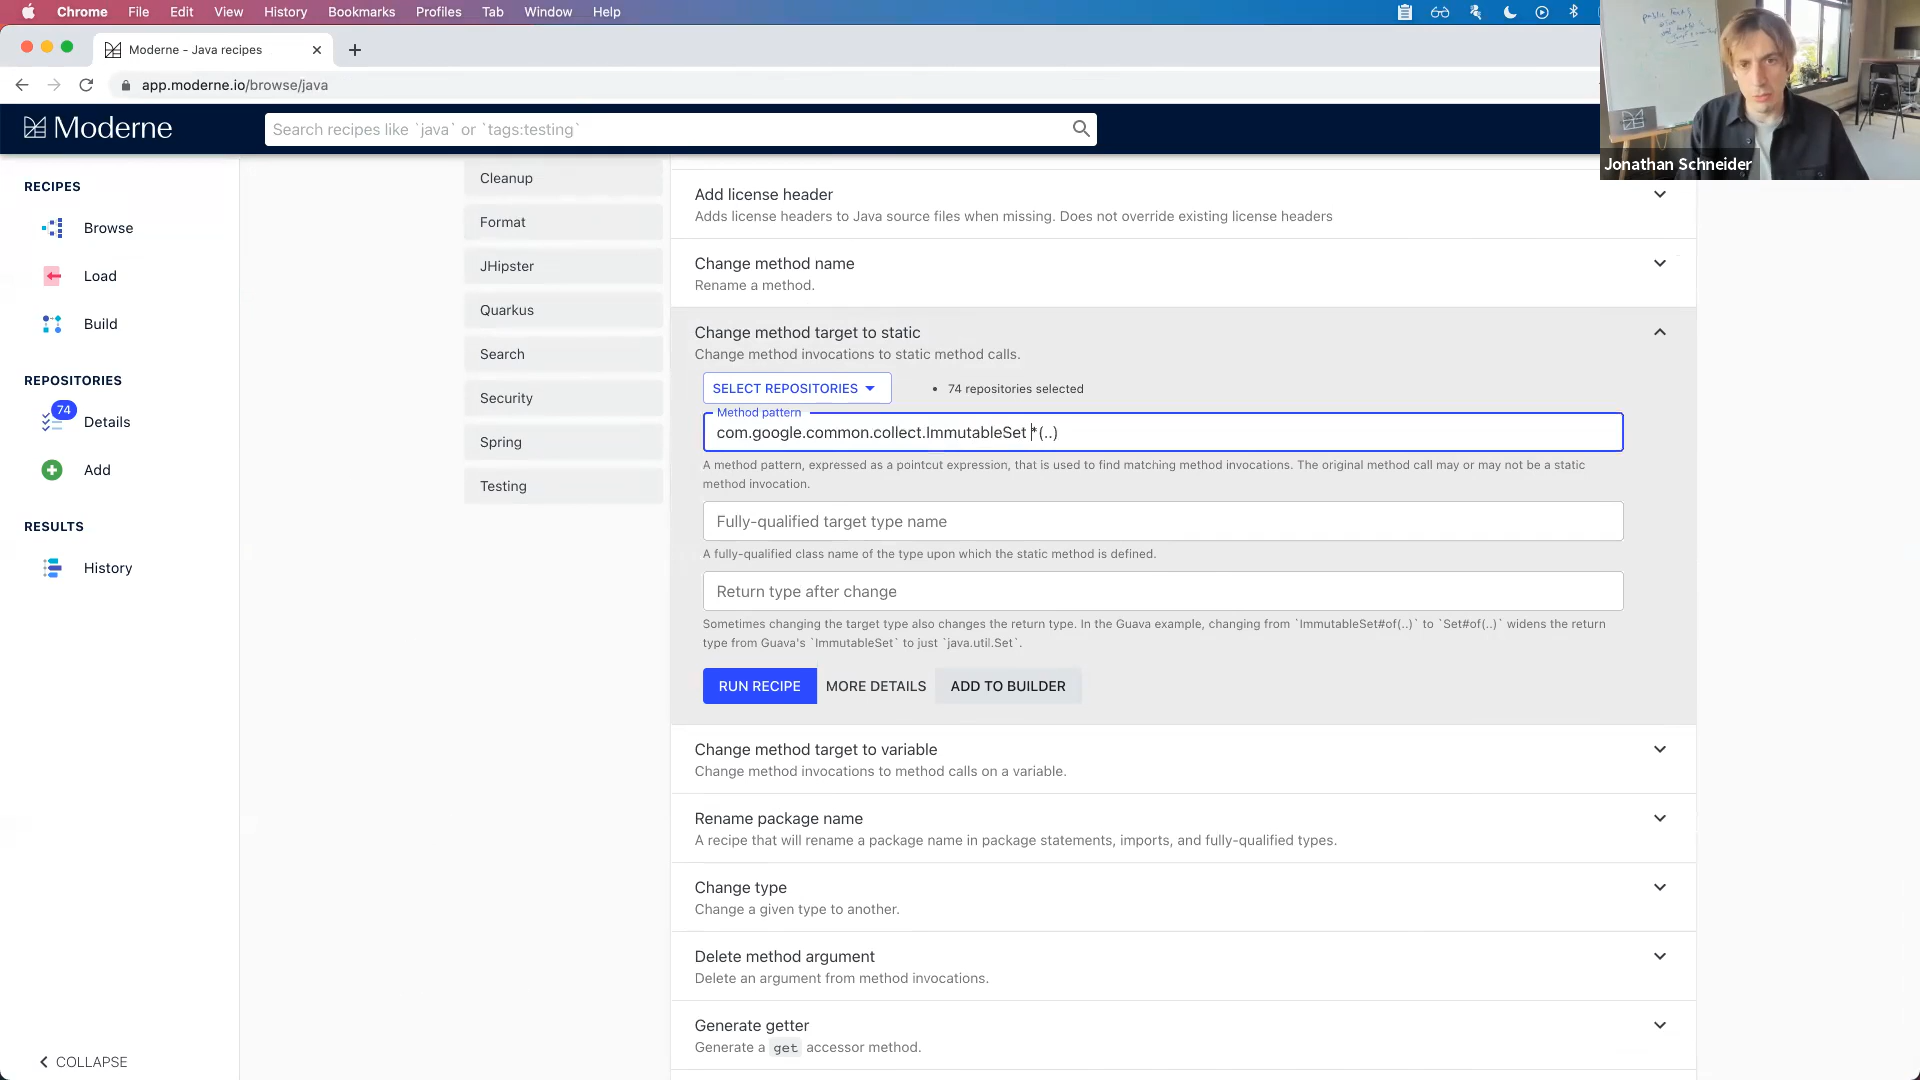 Chrome File Edit View History Bookmarks Profiles Tab Window Help
Moderne - Java recipes
app.moderne.io/browse/java
Moderne
Search recipes like `java` or `tags:testing`
Jonathan Schneider
RECIPES
Browse
Load
Build
REPOSITORIES
74
Details
Add
RESULTS
History
COLLAPSE
Cleanup
Format
JHipster
Quarkus
Search
Security
Spring
Testing
Add license header
Adds license headers to Java source files when missing. Does not override existing license headers
Change method name
Rename a method.
Change method target to static
Change method invocations to static method calls.
SELECT REPOSITORIES
• 74 repositories selected
Method pattern
com.google.common.collect.ImmutableSet *(..)
A method pattern, expressed as a pointcut expression, that is used to find matching method invocations. The original method call may or may not be a static
method invocation.
Fully-qualified target type name
A fully-qualified class name of the type upon which the static method is defined.
Return type after change
Sometimes changing the target type also changes the return type. In the Guava example, changing from `ImmutableSet#of(..)` to `Set#of(..)` widens the return
type from Guava's `ImmutableSet` to just `java.util.Set`.
RUN RECIPE MORE DETAILS ADD TO BUILDER
Change method target to variable
Change method invocations to method calls on a variable.
Rename package name
A recipe that will rename a package name in package statements, imports, and fully-qualified types.
Change type
Change a given type to another.
Delete method argument
Delete an argument from method invocations.
Generate getter
Generate a get accessor method.